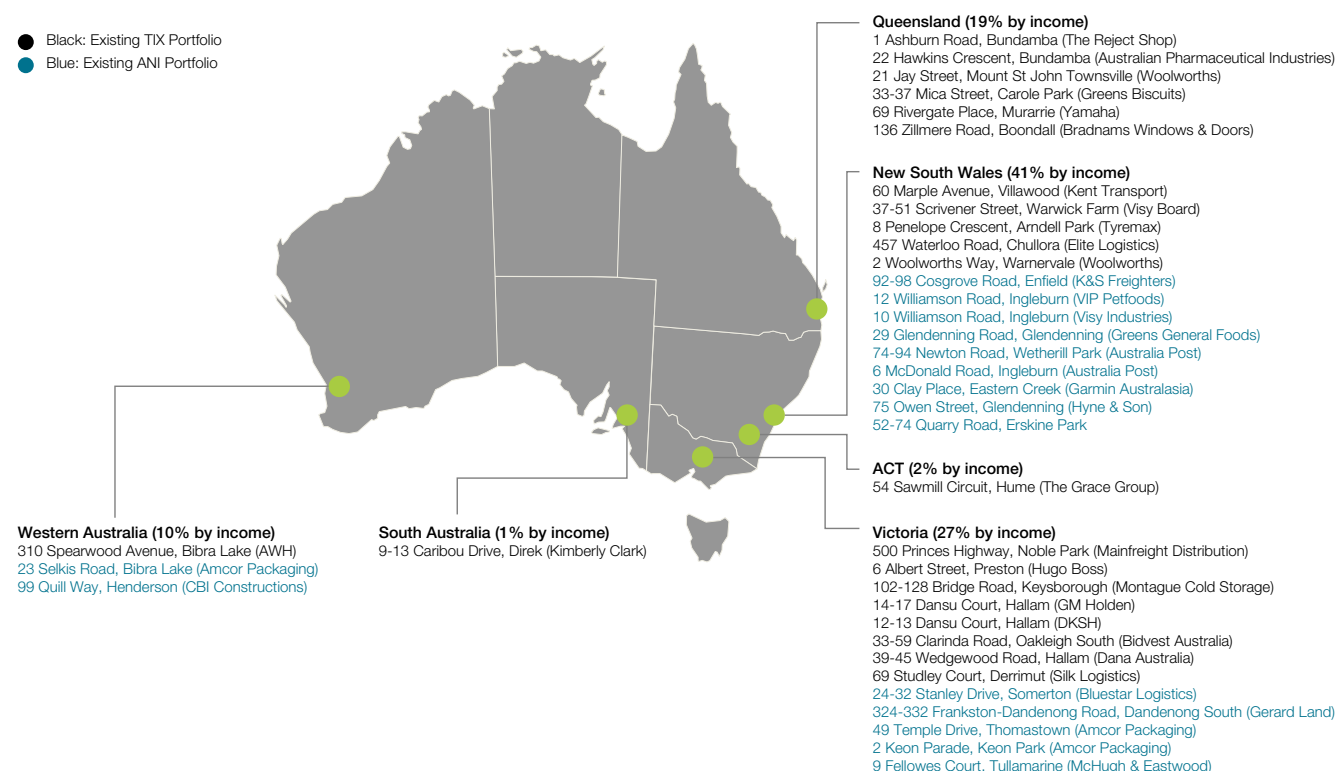 Black: Existing TIX Portfolio
Blue: Existing ANI Portfolio
Queensland (19% by income)
1 Ashburn Road, Bundamba (The Reject Shop)
22 Hawkins Crescent, Bundamba (Australian Pharmaceutical Industries)
21 Jay Street, Mount St John Townsville (Woolworths)
33-37 Mica Street, Carole Park (Greens Biscuits)
69 Rivergate Place, Murarrie (Yamaha)
136 Zillmere Road, Boondall (Bradnams Windows & Doors)
New South Wales (41% by income)
60 Marple Avenue, Villawood (Kent Transport)
37-51 Scrivener Street, Warwick Farm (Visy Board)
8 Penelope Crescent, Arndell Park (Tyremax)
457 Waterloo Road, Chullora (Elite Logistics)
2 Woolworths Way, Warnervale (Woolworths)
92-98 Cosgrove Road, Enfield (K&S Freighters)
12 Williamson Road, Ingleburn (VIP Petfoods)
10 Williamson Road, Ingleburn (Visy Industries)
29 Glendenning Road, Glendenning (Greens General Foods)
74-94 Newton Road, Wetherill Park (Australia Post)
6 McDonald Road, Ingleburn (Australia Post)
30 Clay Place, Eastern Creek (Garmin Australasia)
75 Owen Street, Glendenning (Hyne & Son)
52-74 Quarry Road, Erskine Park
ACT (2% by income)
54 Sawmill Circuit, Hume (The Grace Group)
Western Australia (10% by income)
310 Spearwood Avenue, Bibra Lake (AWH)
23 Selkis Road, Bibra Lake (Amcor Packaging)
99 Quill Way, Henderson (CBI Constructions)
South Australia (1% by income)
9-13 Caribou Drive, Direk (Kimberly Clark)
Victoria (27% by income)
500 Princes Highway, Noble Park (Mainfreight Distribution)
6 Albert Street, Preston (Hugo Boss)
102-128 Bridge Road, Keysborough (Montague Cold Storage)
14-17 Dansu Court, Hallam (GM Holden)
12-13 Dansu Court, Hallam (DKSH)
33-59 Clarinda Road, Oakleigh South (Bidvest Australia)
39-45 Wedgewood Road, Hallam (Dana Australia)
69 Studley Court, Derrimut (Silk Logistics)
24-32 Stanley Drive, Somerton (Bluestar Logistics)
324-332 Frankston-Dandenong Road, Dandenong South (Gerard Land)
49 Temple Drive, Thomastown (Amcor Packaging)
2 Keon Parade, Keon Park (Amcor Packaging)
9 Fellowes Court, Tullamarine (McHugh & Eastwood)